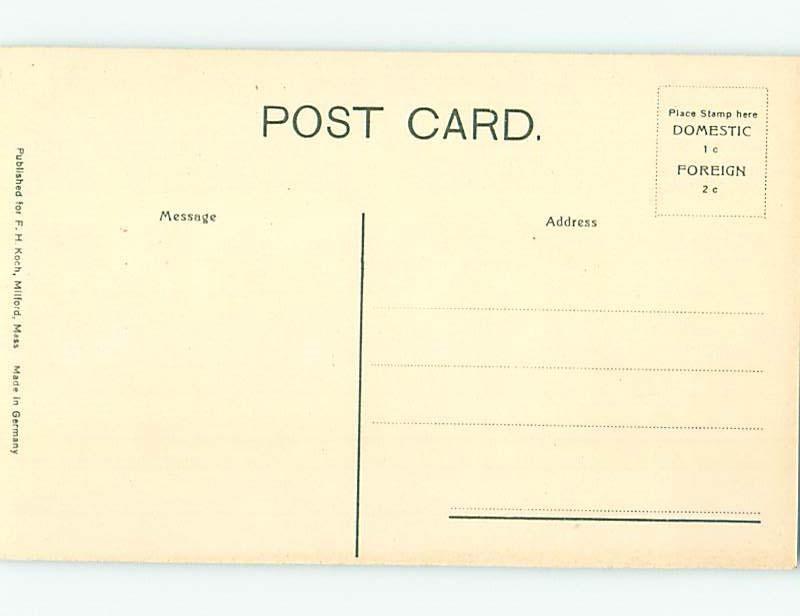 POST CARD.
Place Stamp here
DOMESTIC
1 c
FOREIGN
2 c
Message
Address
Published for F. H. Koch, Milford, Mass Made in Germany